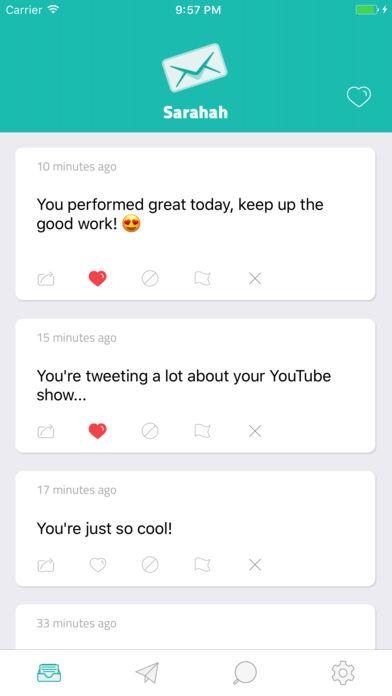 Carrier 9:57 PM
Sarahah
10 minutes ago
You performed great today, keep up the
good work! 😍
15 minutes ago
You're tweeting a lot about your YouTube
show...
17 minutes ago
You're just so cool!
33 minutes ago